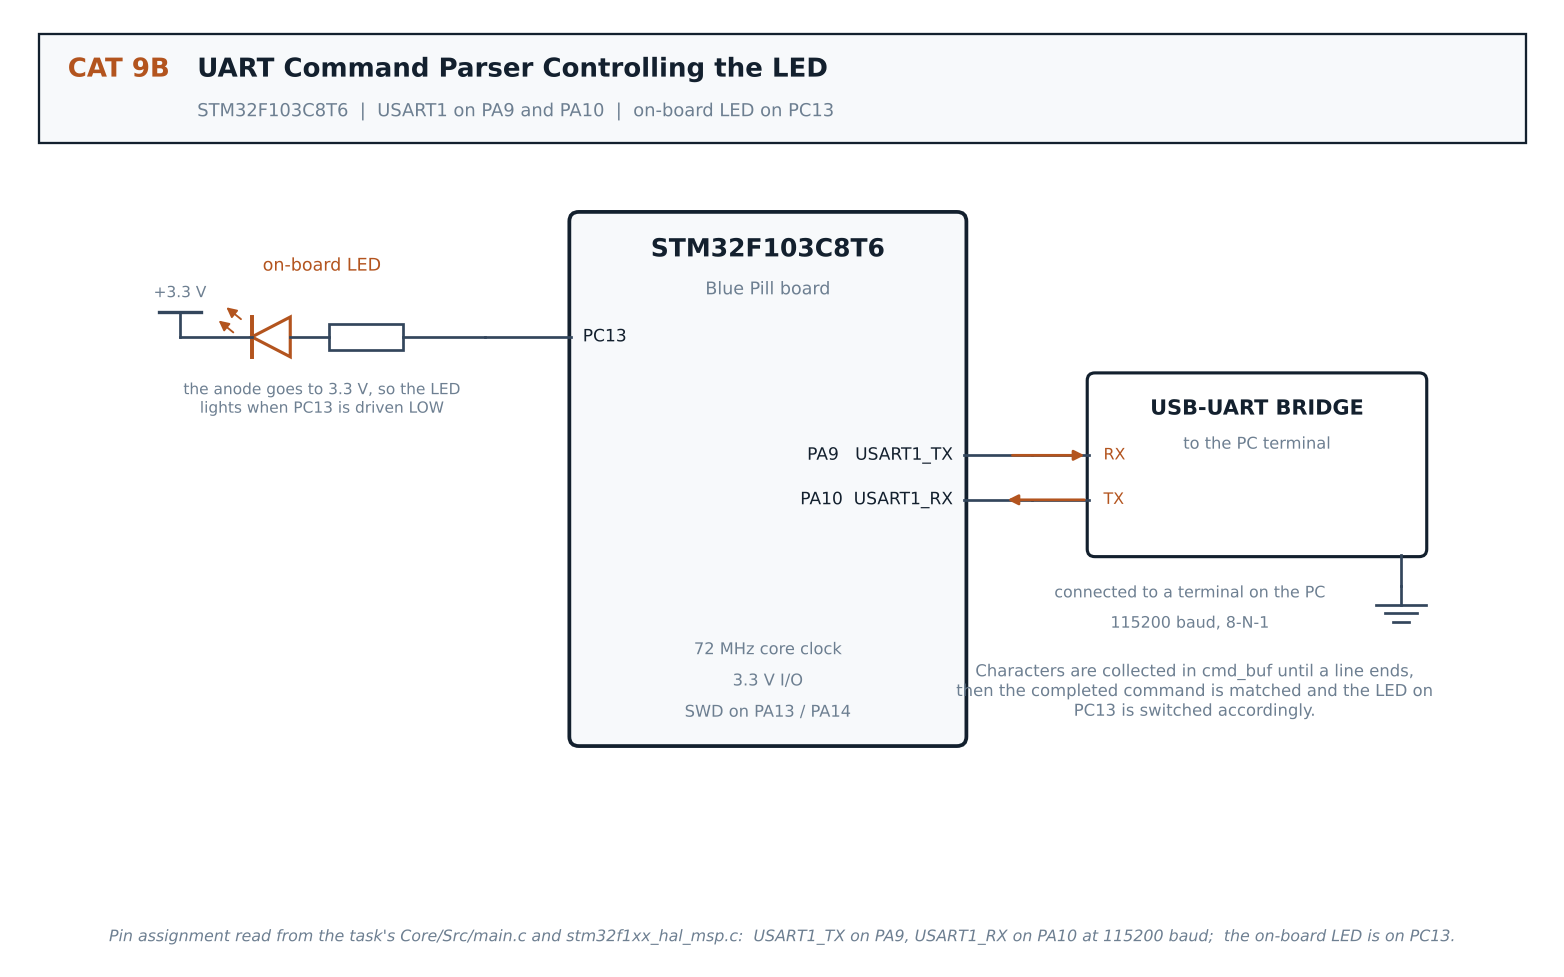 CAT 9B UART Command Parser Controlling the LED
STM32F103C8T6 | USART1 on PA9 and PA10 | on-board LED on PC13
on-board LED
+3.3 V
the anode goes to 3.3 V, so the LED
lights when PC13 is driven LOW
STM32F103C8T6
Blue Pill board
PC13
PA9 USART1_TX
PA10 USART1_RX
72 MHz core clock
3.3 V I/O
SWD on PA13 / PA14
USB-UART BRIDGE
to the PC terminal
RX
TX
connected to a terminal on the PC
115200 baud, 8-N-1
Characters are collected in cmd_buf until a line ends,
then the completed command is matched and the LED on
PC13 is switched accordingly.
Pin assignment read from the task's Core/Src/main.c and stm32f1xx_hal_msp.c: USART1_TX on PA9, USART1_RX on PA10 at 115200 baud; the on-board LED is on PC13.